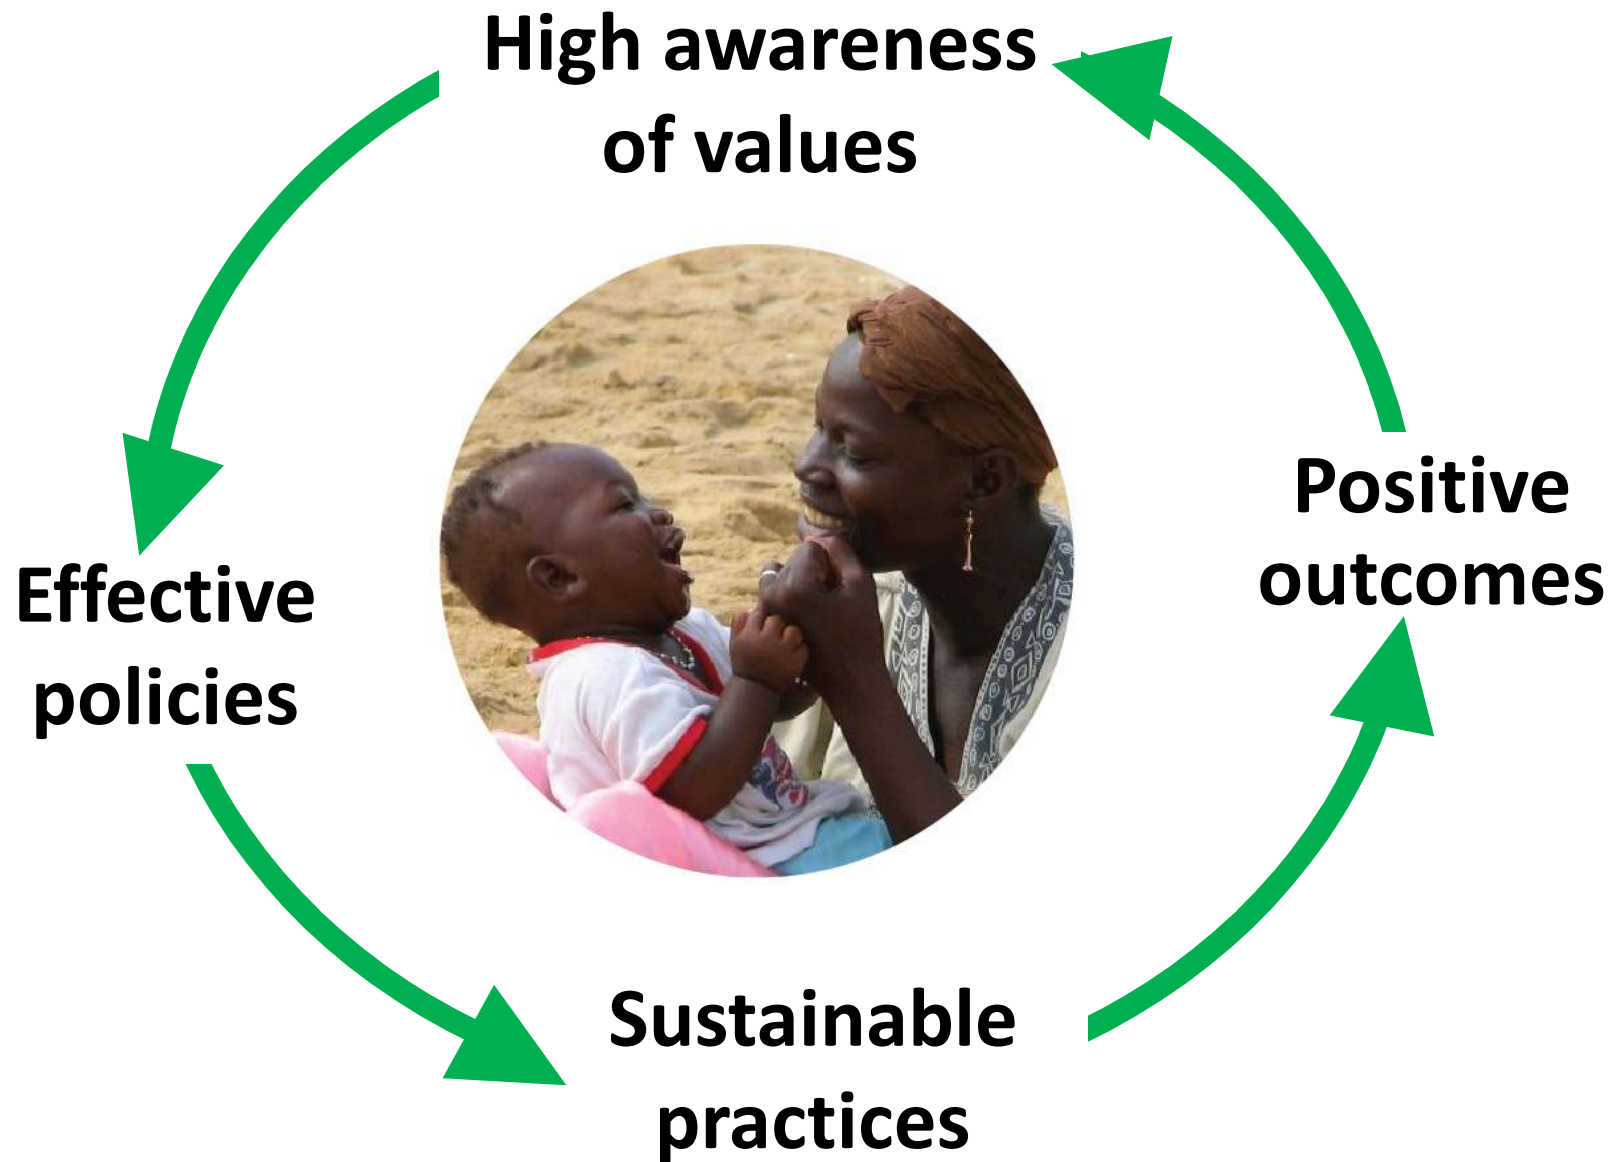 High awareness
of values
Effective
policies
Sustainable
practices
Positive
outcomes